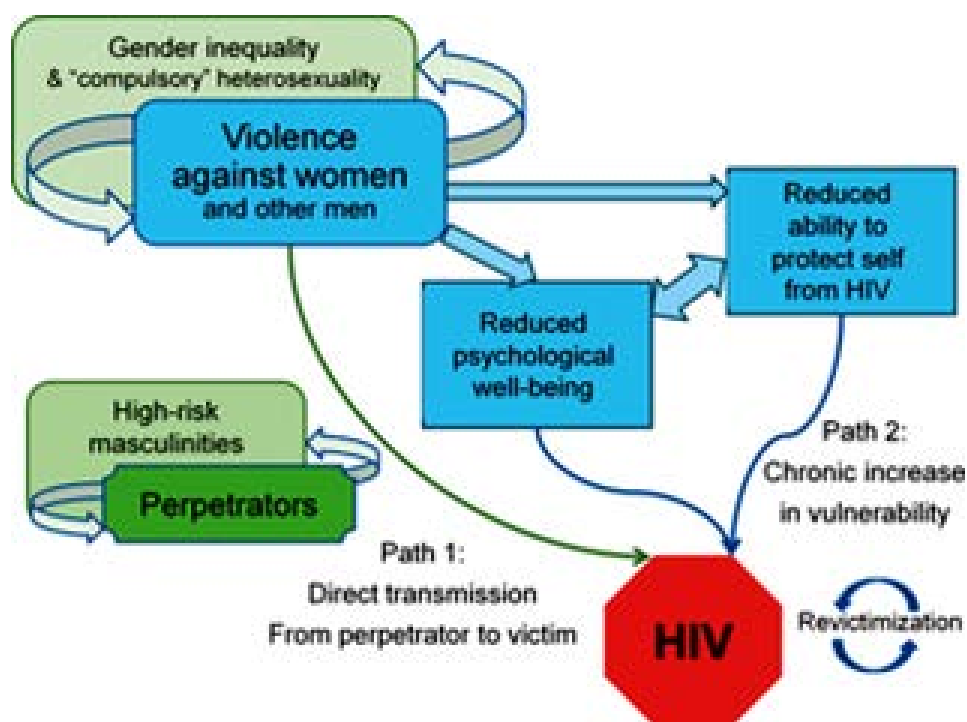 Gender inequality
& "compulsory" heterosexuality
Violence
against women
and other men
Reduced
ability to
protect self
from HIV
Reduced
psychological
well-being
High-risk
masculinities
Perpetrators
Path 1:
Direct transmission
From perpetrator to victim
Path 2:
Chronic increase
in vulnerability
HIV
Revictimization